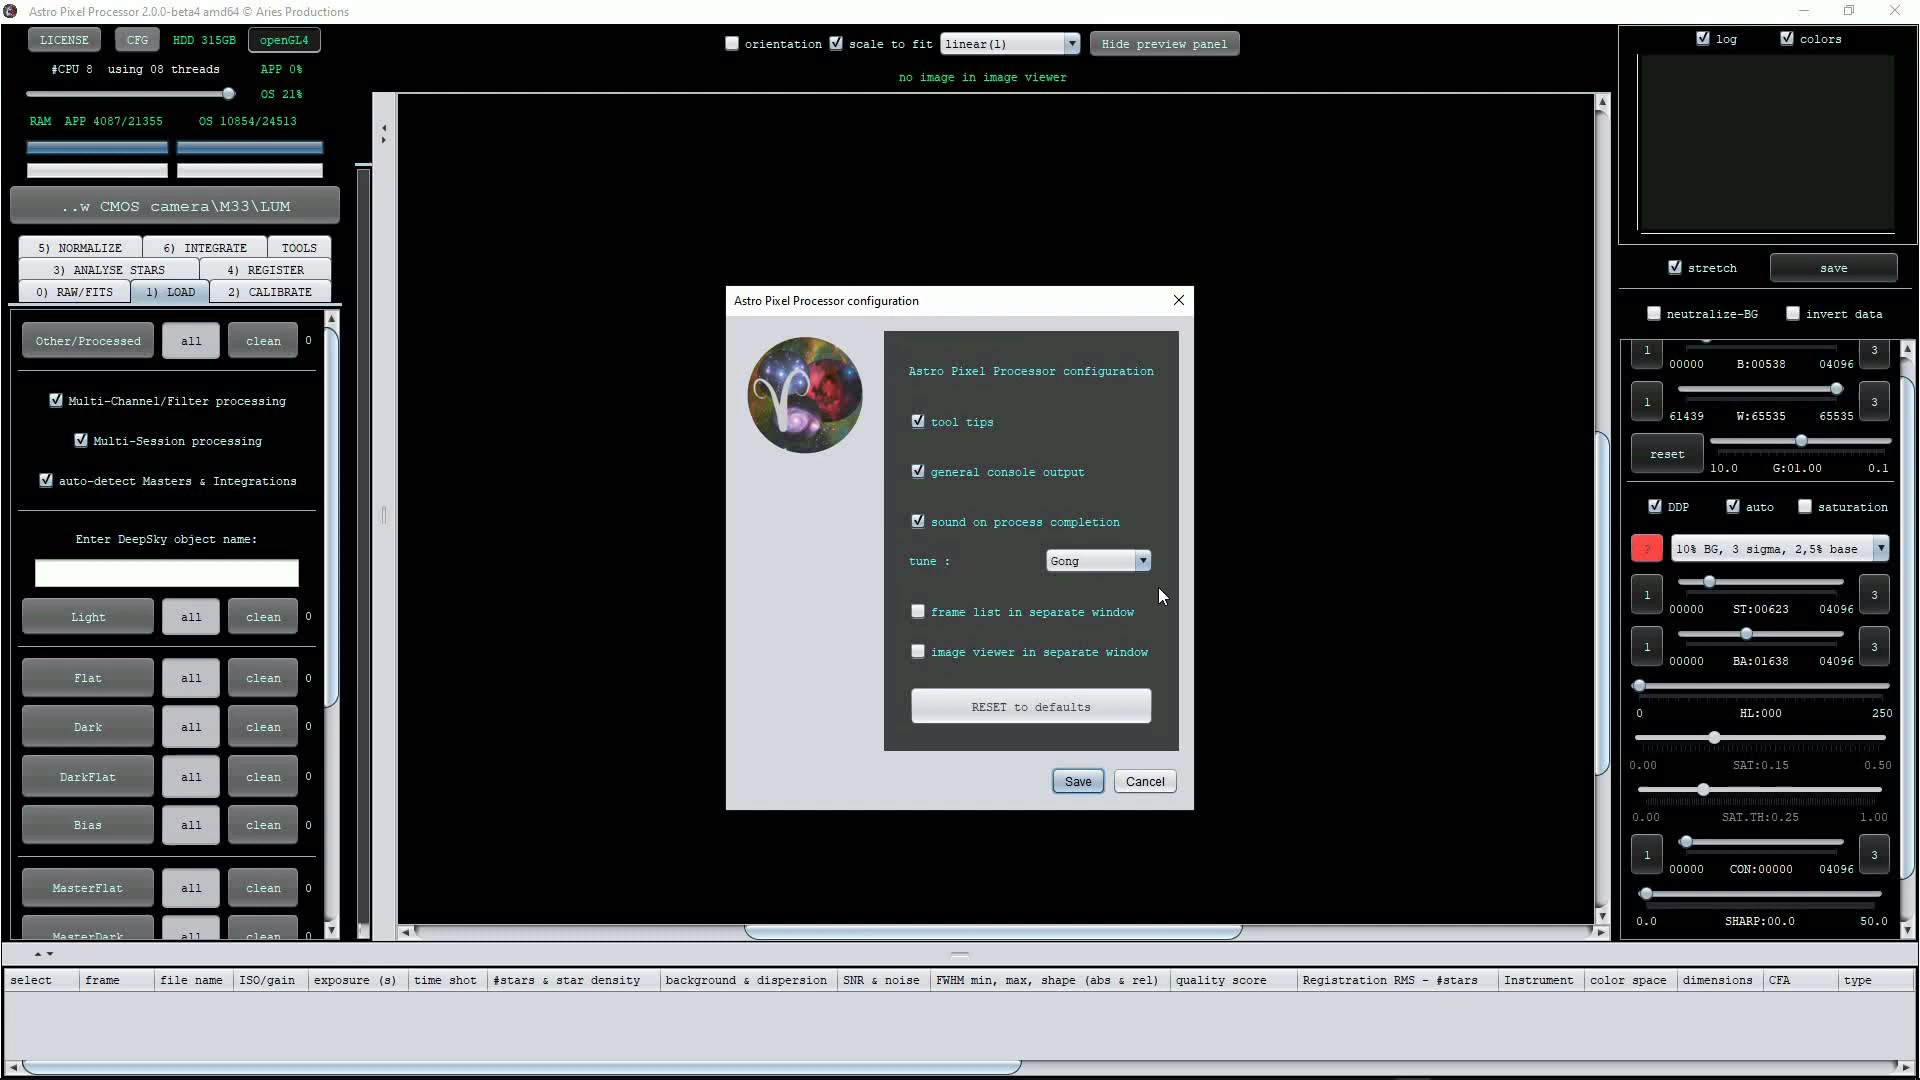 Astro Pixel Processor 2.0.0-beta4 amd64 © Aries Productions
LICENSE CFG HDD 315GB openGL4
#CPU 8 using 08 threads APP 0%
OS 21%
RAM APP 4087/21355 OS 10854/24513
..w CMOS camera\M33\LUM
5) NORMALIZE 6) INTEGRATE TOOLS
3) ANALYSE STARS 4) REGISTER
0) RAW/FITS 1) LOAD 2) CALIBRATE
Other/Processed all clean 0
Multi-Channel/Filter processing
Multi-Session processing
auto-detect Masters & Integrations
Enter DeepSky object name:
Light all clean 0
Flat all clean 0
Dark all clean 0
DarkFlat all clean 0
Bias all clean 0
MasterFlat all clean 0
MasterDark all clean 0
orientation scale to fit linear(1) Hide preview panel
no image in image viewer
Astro Pixel Processor configuration
Astro Pixel Processor configuration
tool tips
general console output
sound on process completion
tune : Gong
frame list in separate window
image viewer in separate window
RESET to defaults
Save Cancel
log colors
stretch save
neutralize-BG invert data
1 00000 B:00538 04096 3
1 61439 W:65535 65535 3
reset 10.0 G:01.00 0.1
DDP auto saturation
? 10% BG, 3 sigma, 2,5% base
1 00000 ST:00623 04096 3
1 00000 BA:01638 04096 3
0 HL:000 250
0.00 SAT:0.15 0.50
0.00 SAT.TH:0.25 1.00
1 00000 CON:00000 04096 3
0.0 SHARP:00.0 50.0
select frame file name ISO/gain exposure (s) time shot #stars & star density background & dispersion SNR & noise FWHM min, max, shape (abs & rel) quality score Registration RMS - #stars Instrument color space dimensions CFA type